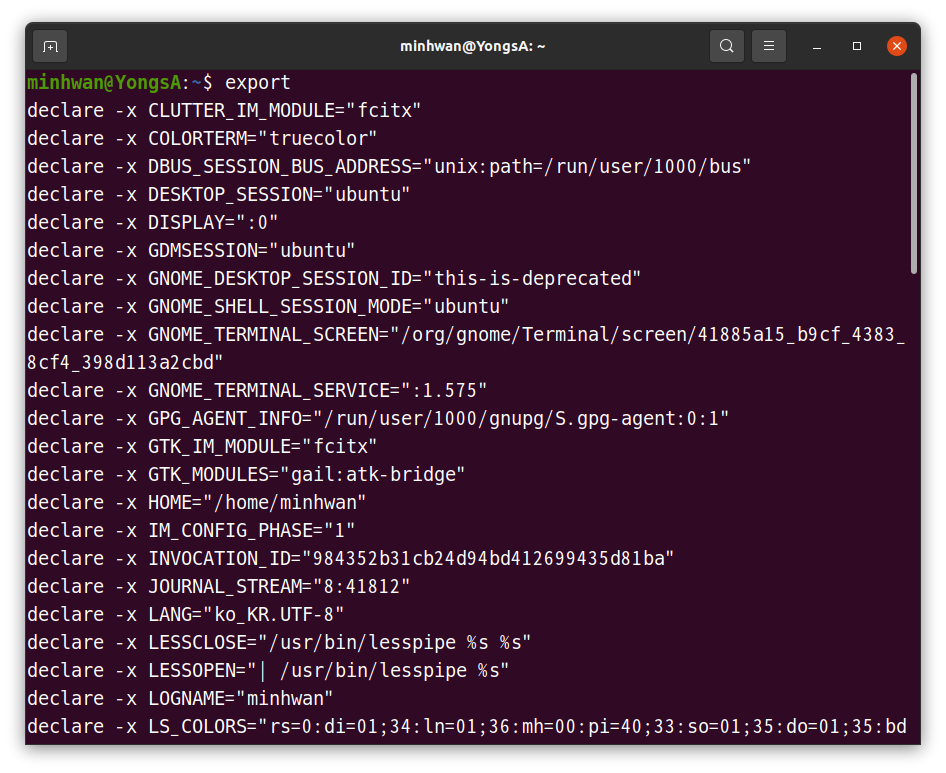 minhwan@YongsA: ~
minhwan@YongsA:~$ export
declare -x CLUTTER_IM_MODULE="fcitx"
declare -x COLORTERM="truecolor"
declare -x DBUS_SESSION_BUS_ADDRESS="unix:path=/run/user/1000/bus"
declare -x DESKTOP_SESSION="ubuntu"
declare -x DISPLAY=":0"
declare -x GDMSESSION="ubuntu"
declare -x GNOME_DESKTOP_SESSION_ID="this-is-deprecated"
declare -x GNOME_SHELL_SESSION_MODE="ubuntu"
declare -x GNOME_TERMINAL_SCREEN="/org/gnome/Terminal/screen/41885a15_b9cf_4383_
8cf4_398d113a2cbd"
declare -x GNOME_TERMINAL_SERVICE=":1.575"
declare -x GPG_AGENT_INFO="/run/user/1000/gnupg/S.gpg-agent:0:1"
declare -x GTK_IM_MODULE="fcitx"
declare -x GTK_MODULES="gail:atk-bridge"
declare -x HOME="/home/minhwan"
declare -x IM_CONFIG_PHASE="1"
declare -x INVOCATION_ID="984352b31cb24d94bd412699435d81ba"
declare -x JOURNAL_STREAM="8:41812"
declare -x LANG="ko_KR.UTF-8"
declare -x LESSCLOSE="/usr/bin/lesspipe %s %s"
declare -x LESSOPEN="| /usr/bin/lesspipe %s"
declare -x LOGNAME="minhwan"
declare -x LS_COLORS="rs=0:di=01;34:ln=01;36:mh=00:pi=40;33:so=01;35:do=01;35:bd